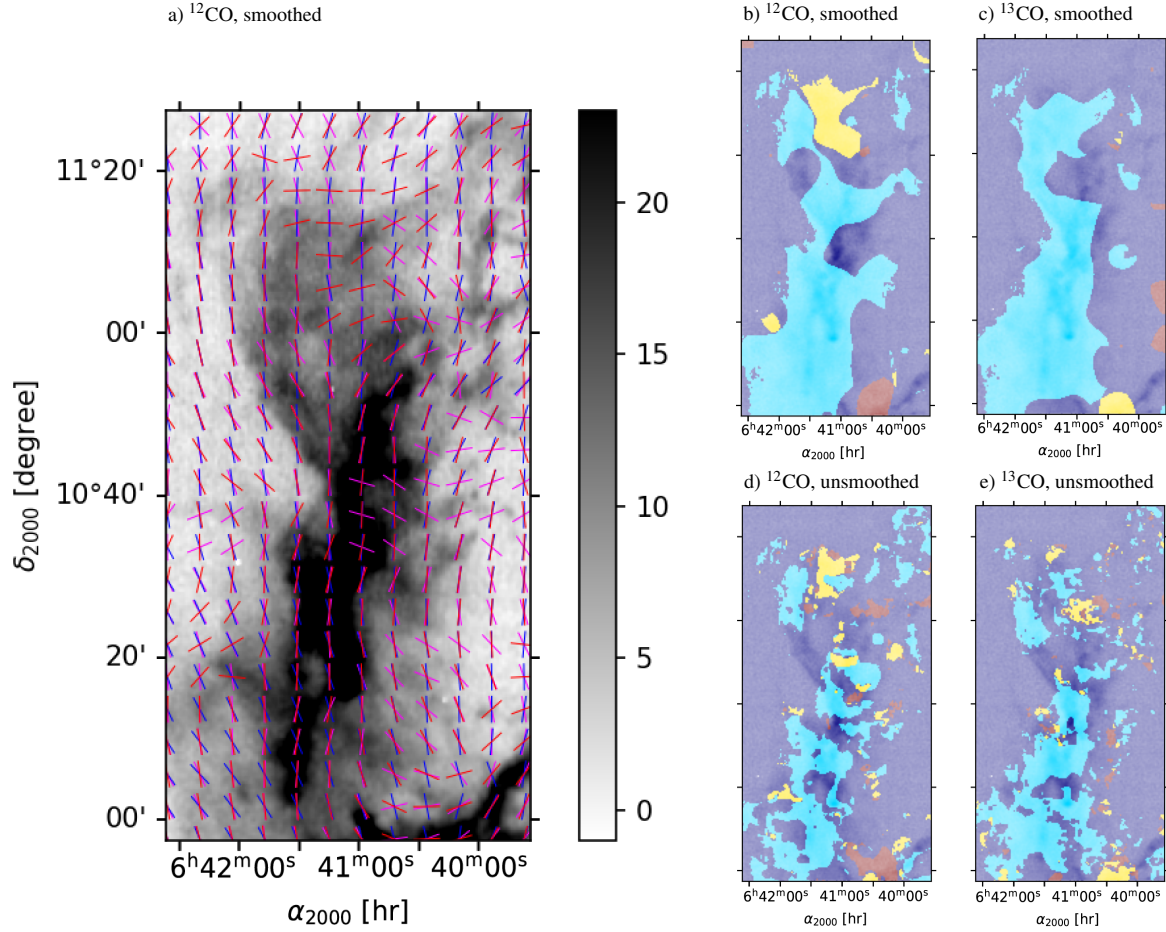 a) ¹²CO, smoothed
b) ¹²CO, smoothed
c) ¹³CO, smoothed
11°20'
00'
10°40'
20'
00'
δ₂₀₀₀ [degree]
6ʰ42ᵐ00ˢ 41ᵐ00ˢ 40ᵐ00ˢ
α₂₀₀₀ [hr]
20
15
10
5
0
6ʰ42ᵐ00ˢ 41ᵐ00ˢ 40ᵐ00ˢ
α₂₀₀₀ [hr]
6ʰ42ᵐ00ˢ 41ᵐ00ˢ 40ᵐ00ˢ
α₂₀₀₀ [hr]
d) ¹²CO, unsmoothed
e) ¹³CO, unsmoothed
6ʰ42ᵐ00ˢ 41ᵐ00ˢ 40ᵐ00ˢ
α₂₀₀₀ [hr]
6ʰ42ᵐ00ˢ 41ᵐ00ˢ 40ᵐ00ˢ
α₂₀₀₀ [hr]